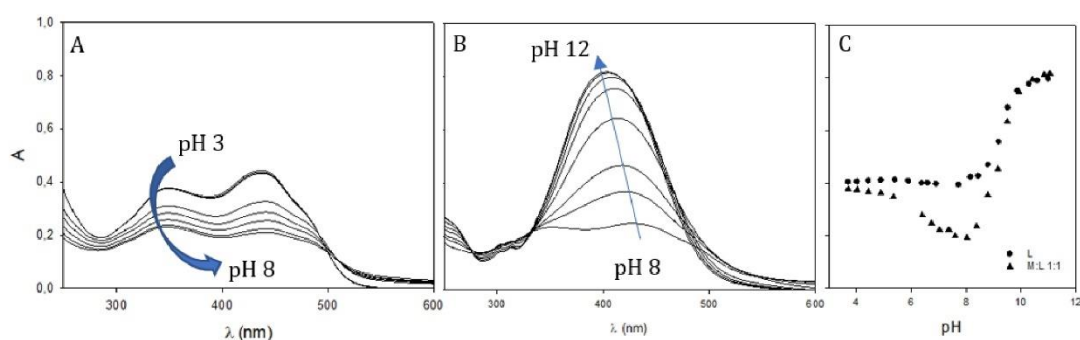 A
B
C
1,0
0,8
0,6
0,4
0,2
0,0
A
pH 3
pH 8
pH 12
pH 8
L
M:L 1:1
300 400 500 600
300 400 500 600
4 6 8 10 12
λ (nm)
λ (nm)
pH